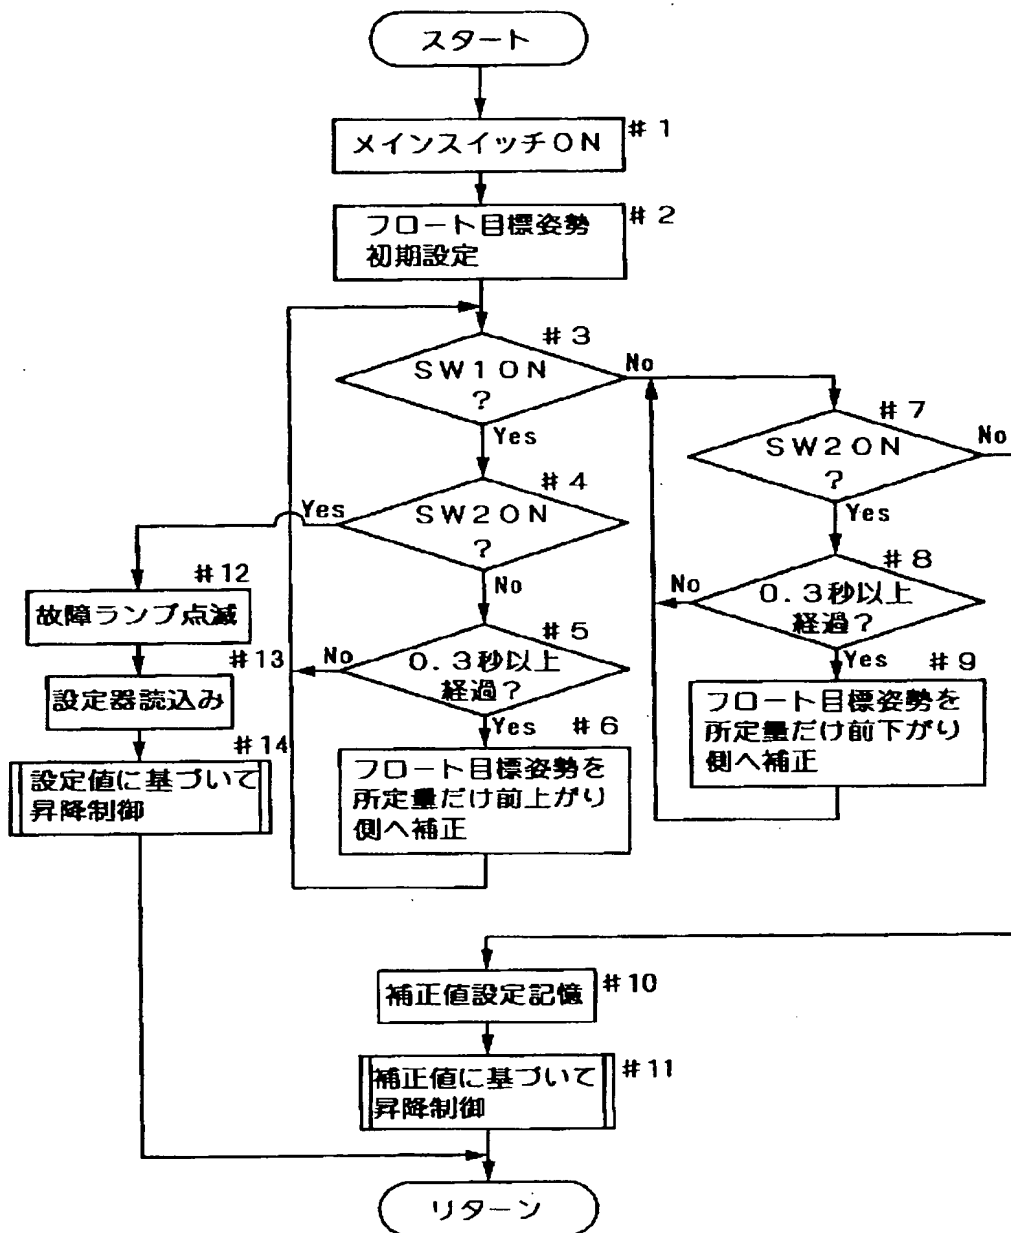 スタート
メインスイッチON
#1
フロート目標姿勢
初期設定
#2
SW1ON
?
#3
No
Yes
SW2ON
?
#7
No
Yes
SW2ON
?
#4
Yes
No
0.3秒以上
経過?
#8
No
Yes
#12
故障ランプ点滅
0.3秒以上
経過?
#5
No
Yes
#13
設定器読込み
#9
フロート目標姿勢を
所定量だけ前下がり
側へ補正
#6
フロート目標姿勢を
所定量だけ前上がり
側へ補正
#14
設定値に基づいて
昇降制御
補正値設定記憶
#10
補正値に基づいて
昇降制御
#11
リターン